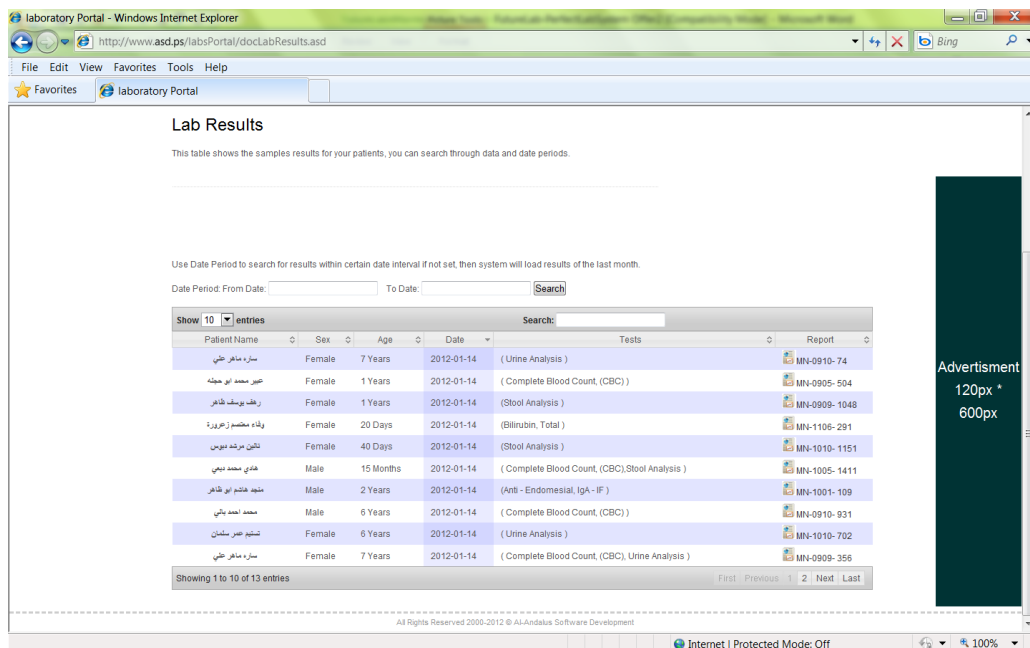 laboratory Portal - Windows Internet Explorer
http://www.asd.ps/labsPortal/docLabResults.asd
Bing
File Edit View Favorites Tools Help
Favorites laboratory Portal
Lab Results
This table shows the samples results for your patients, you can search through data and date periods.
Use Date Period to search for results within certain date interval if not set, then system will load results of the last month.
Date Period: From Date: To Date: Search
Show 10 entries Search:
Patient Name Sex Age Date Tests Report
ساره ماهر علي Female 7 Years 2012-01-14 ( Urine Analysis ) MN-0910- 74
عبير محمد ابو حجله Female 1 Years 2012-01-14 ( Complete Blood Count, (CBC) ) MN-0905- 504
رهف يوسف ظاهر Female 1 Years 2012-01-14 (Stool Analysis ) MN-0909- 1048
وفاء معتصم زعرورة Female 20 Days 2012-01-14 (Bilirubin, Total ) MN-1106- 291
تالين مرشد دبوس Female 40 Days 2012-01-14 (Stool Analysis ) MN-1010- 1151
هادي محمد ديعي Male 15 Months 2012-01-14 ( Complete Blood Count, (CBC),Stool Analysis ) MN-1005- 1411
منجد هاشم ابو ظاهر Male 2 Years 2012-01-14 (Anti - Endomesial, IgA - IF ) MN-1001- 109
محمد احمد بالي Male 6 Years 2012-01-14 ( Complete Blood Count, (CBC) ) MN-0910- 931
تسنيم عمر سلمان Female 6 Years 2012-01-14 ( Urine Analysis ) MN-1010- 702
ساره ماهر علي Female 7 Years 2012-01-14 ( Complete Blood Count, (CBC), Urine Analysis ) MN-0909- 356
Showing 1 to 10 of 13 entries First Previous 1 2 Next Last
Advertisment
120px *
600px
All Rights Reserved 2000-2012 © Al-Andalus Software Development
Internet | Protected Mode: Off 100%